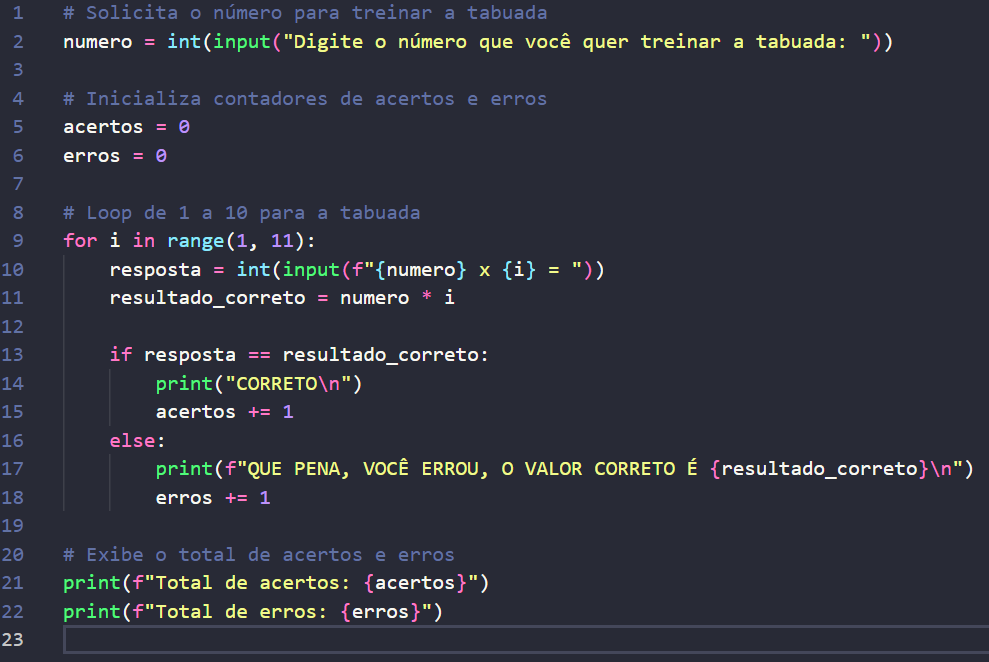 1 # Solicita o número para treinar a tabuada
2 numero = int(input("Digite o número que você quer treinar a tabuada: "))
3
4 # Inicializa contadores de acertos e erros
5 acertos = 0
6 erros = 0
7
8 # Loop de 1 a 10 para a tabuada
9 for i in range(1, 11):
10     resposta = int(input(f"{numero} x {i} = "))
11     resultado_correto = numero * i
12
13     if resposta == resultado_correto:
14         print("CORRETO\n")
15         acertos += 1
16     else:
17         print(f"QUE PENA, VOCÊ ERROU, O VALOR CORRETO É {resultado_correto}\n")
18         erros += 1
19
20 # Exibe o total de acertos e erros
21 print(f"Total de acertos: {acertos}")
22 print(f"Total de erros: {erros}")
23